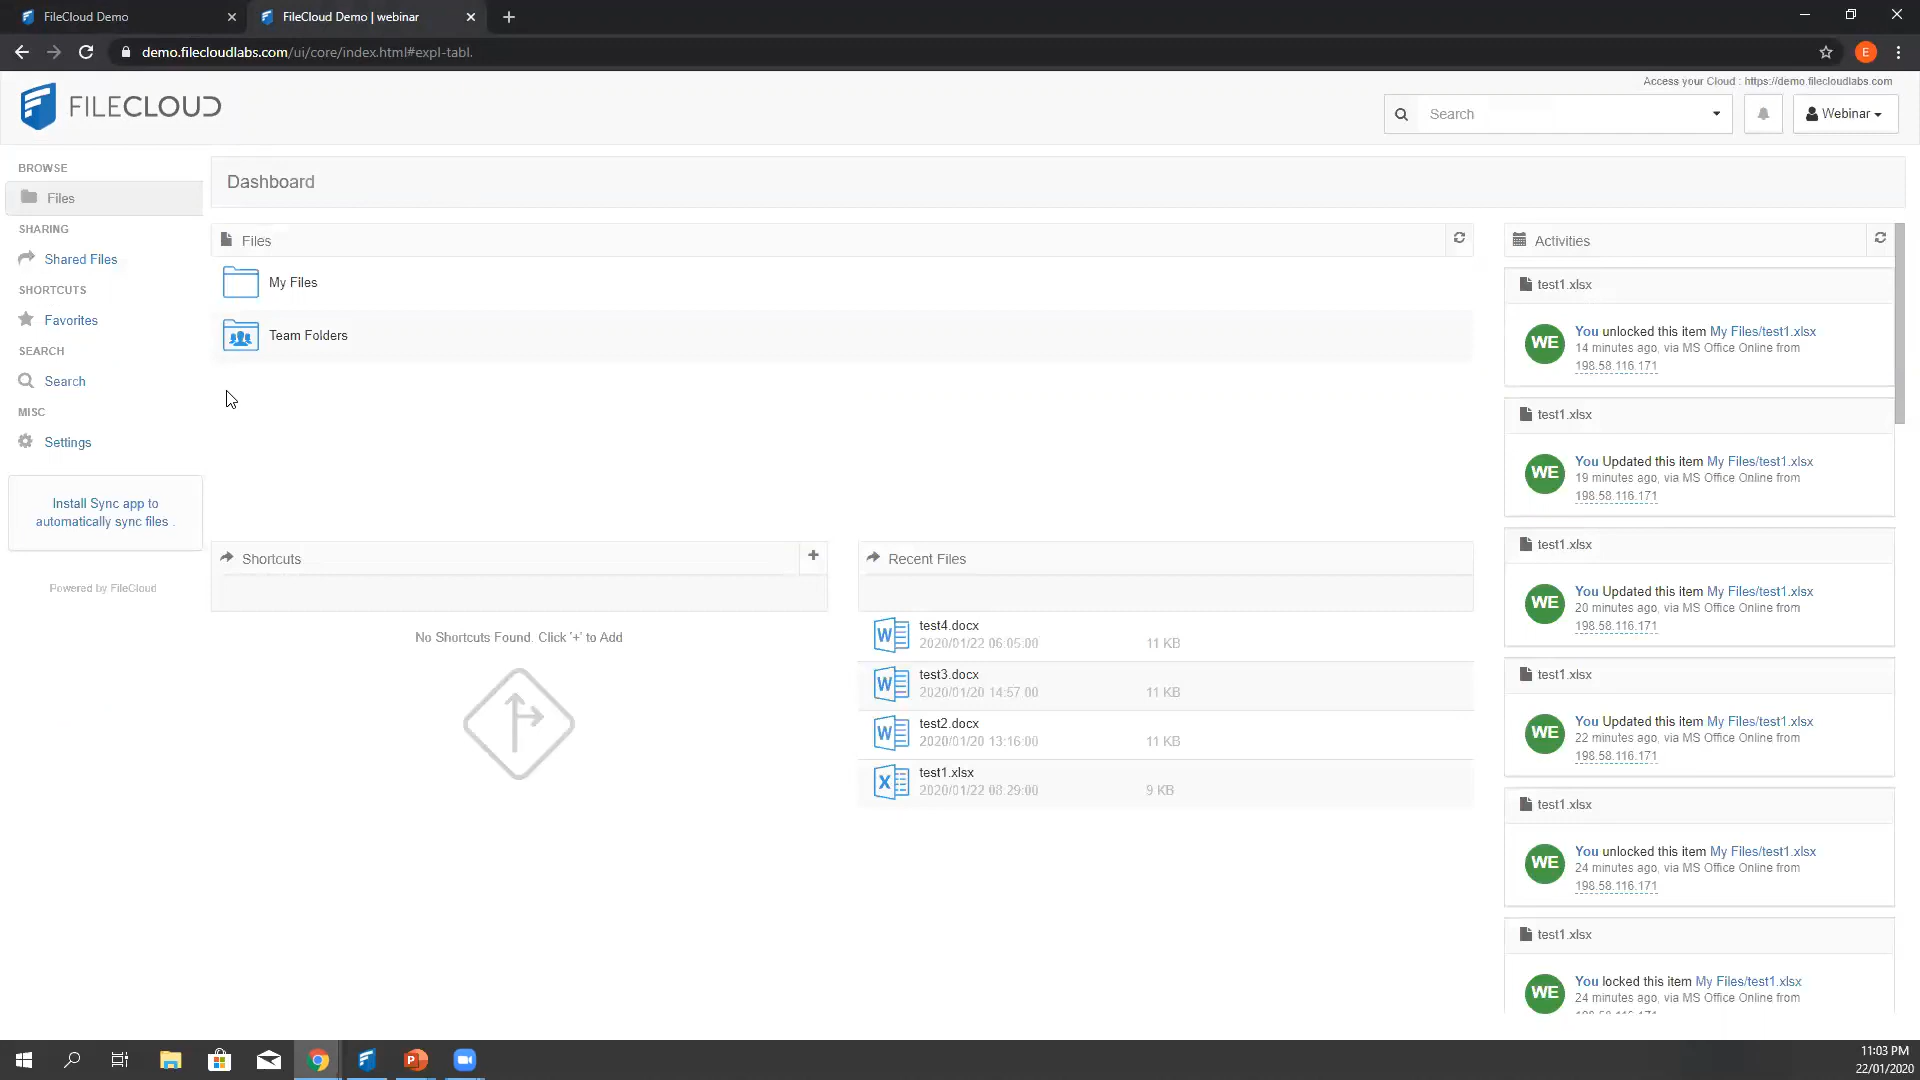 FileCloud Demo
FileCloud Demo | webinar
demo.filecloudlabs.com/ui/core/index.html#expl-tabl.
E
Access your Cloud : https://demo.filecloudlabs.com
FILECLOUD
Search
Webinar
BROWSE
Files
SHARING
Shared Files
SHORTCUTS
Favorites
SEARCH
Search
MISC
Settings
Install Sync app to
automatically sync files .
Powered by FileCloud
Dashboard
Files
My Files
Team Folders
Shortcuts
No Shortcuts Found. Click '+' to Add
Recent Files
test4.docx
2020/01/22 06:05:00 11 KB
test3.docx
2020/01/20 14:57:00 11 KB
test2.docx
2020/01/20 13:16:00 11 KB
test1.xlsx
2020/01/22 08:29:00 9 KB
Activities
test1.xlsx
WE
You unlocked this item My Files/test1.xlsx
14 minutes ago, via MS Office Online from
198.58.116.171
test1.xlsx
WE
You Updated this item My Files/test1.xlsx
19 minutes ago, via MS Office Online from
198.58.116.171
test1.xlsx
WE
You Updated this item My Files/test1.xlsx
20 minutes ago, via MS Office Online from
198.58.116.171
test1.xlsx
WE
You Updated this item My Files/test1.xlsx
22 minutes ago, via MS Office Online from
198.58.116.171
test1.xlsx
WE
You unlocked this item My Files/test1.xlsx
24 minutes ago, via MS Office Online from
198.58.116.171
test1.xlsx
WE
You locked this item My Files/test1.xlsx
24 minutes ago, via MS Office Online from
11:03 PM
22/01/2020